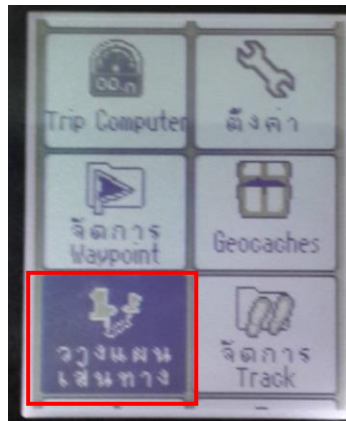 00.n
Trip Computer
ตั้งค่า
จัดการ
Waypoint
Geocaches
วางแผน
เส้นทาง
จัดการ
Track